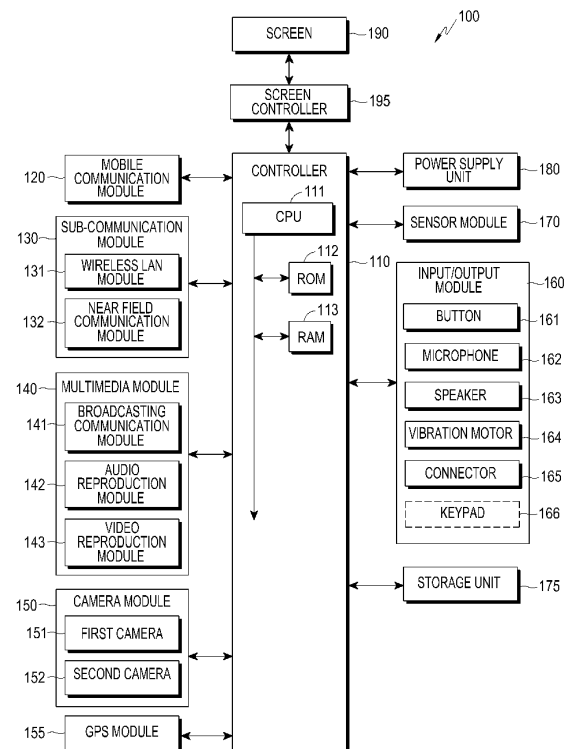 100
SCREEN
190
SCREEN
CONTROLLER
195
MOBILE
COMMUNICATION
MODULE
120
SUB-COMMUNICATION
MODULE
130
WIRELESS LAN
MODULE
131
NEAR FIELD
COMMUNICATION
MODULE
132
MULTIMEDIA MODULE
140
BROADCASTING
COMMUNICATION
MODULE
141
AUDIO
REPRODUCTION
MODULE
142
VIDEO
REPRODUCTION
MODULE
143
CAMERA MODULE
150
FIRST CAMERA
151
SECOND CAMERA
152
GPS MODULE
155
CONTROLLER
110
111
CPU
112
ROM
113
RAM
POWER SUPPLY
UNIT
180
SENSOR MODULE
170
INPUT/OUTPUT
MODULE
160
BUTTON
161
MICROPHONE
162
SPEAKER
163
VIBRATION MOTOR
164
CONNECTOR
165
KEYPAD
166
STORAGE UNIT
175